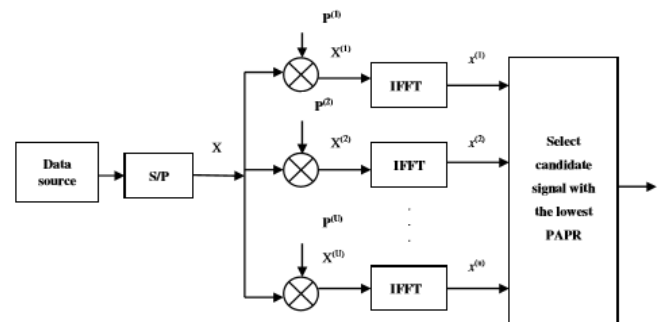 P(1)
X(1)
x(1)
IFFT
P(2)
X
X(2)
x(2)
Data
source
S/P
IFFT
Select
candidate
signal with
the lowest
PAPR
P(U)
X(U)
x(u)
IFFT